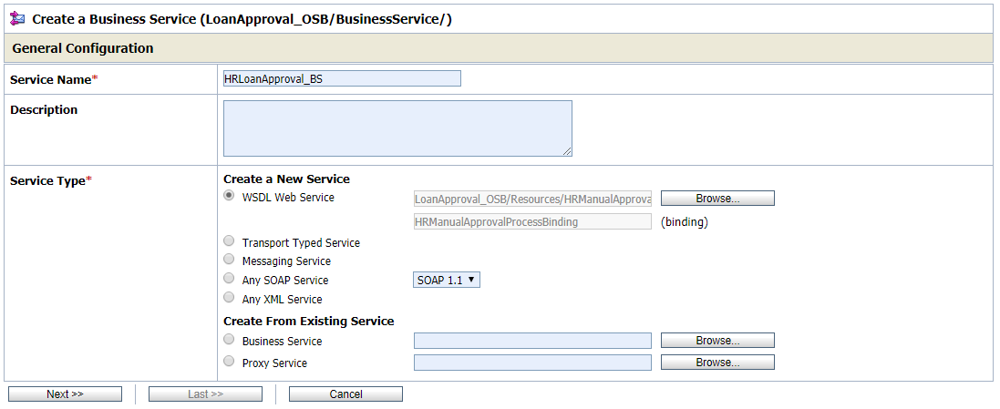 Create a Business Service (LoanApproval_OSB/BusinessService/)
General Configuration
Service Name*
HRLoanApproval_BS
Description
Service Type*
Create a New Service
WSDL Web Service
LoanApproval_OSB/Resources/HRManualApprova
Browse...
HRManualApprovalProcessBinding
(binding)
Transport Typed Service
Messaging Service
Any SOAP Service
SOAP 1.1
Any XML Service
Create From Existing Service
Business Service
Browse...
Proxy Service
Browse...
Next >>
Last >>
Cancel